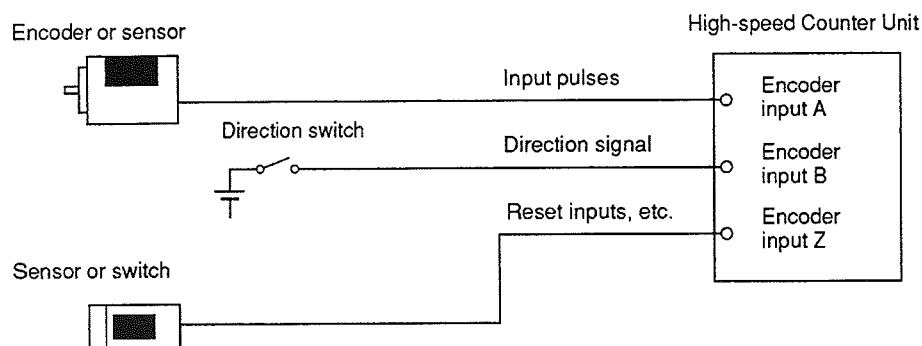 High-speed Counter Unit
Encoder or sensor
Input pulses
Encoder
input A
Direction switch
Direction signal
Encoder
input B
Reset inputs, etc.
Encoder
input Z
Sensor or switch